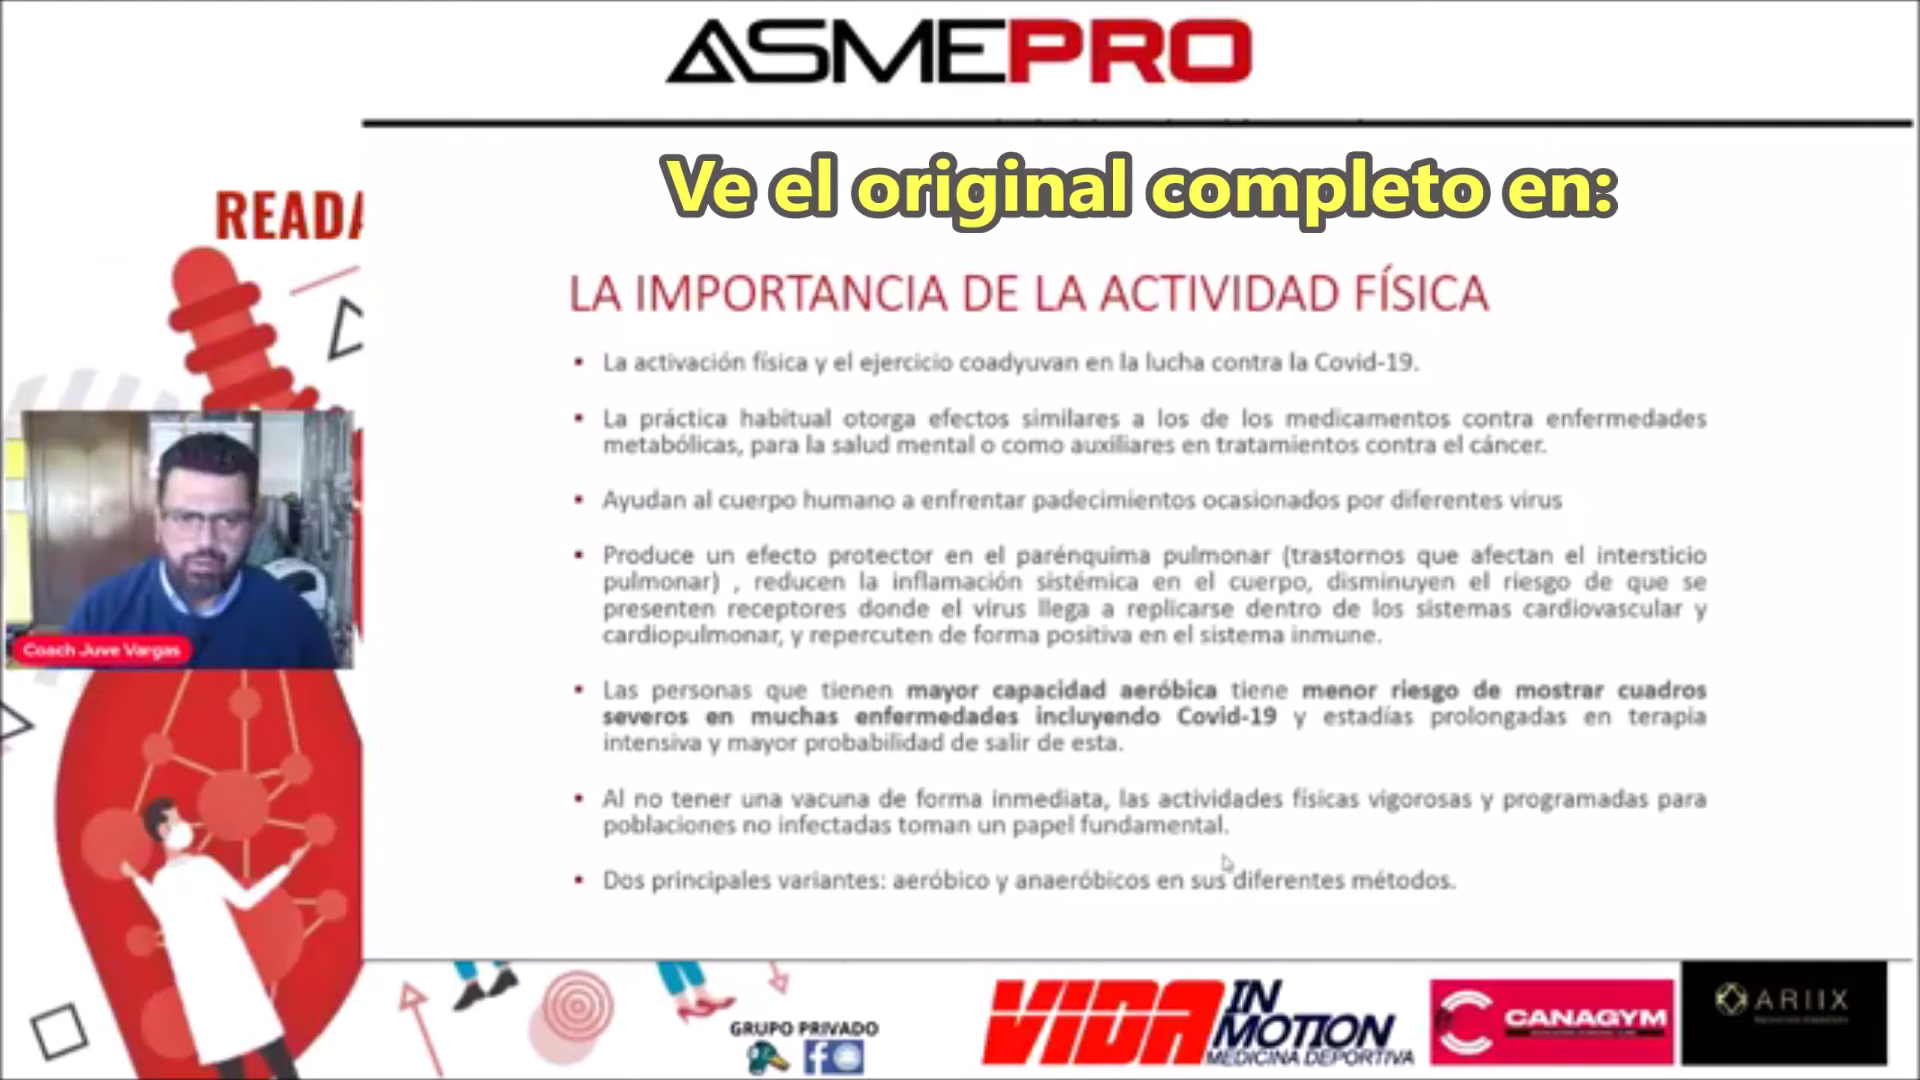 ASMEPRO
Ve el original completo en:
READA
LA IMPORTANCIA DE LA ACTIVIDAD FÍSICA
▪ La activación física y el ejercicio coadyuvan en la lucha contra la Covid-19.
▪ La práctica habitual otorga efectos similares a los de los medicamentos contra enfermedades
metabólicas, para la salud mental o como auxiliares en tratamientos contra el cáncer.
▪ Ayudan al cuerpo humano a enfrentar padecimientos ocasionados por diferentes virus
▪ Produce un efecto protector en el parénquima pulmonar (trastornos que afectan el intersticio
pulmonar) , reducen la inflamación sistémica en el cuerpo, disminuyen el riesgo de que se
presenten receptores donde el virus llega a replicarse dentro de los sistemas cardiovascular y
cardiopulmonar, y repercuten de forma positiva en el sistema inmune.
▪ Las personas que tienen mayor capacidad aeróbica tiene menor riesgo de mostrar cuadros
severos en muchas enfermedades incluyendo Covid-19 y estadías prolongadas en terapia
intensiva y mayor probabilidad de salir de esta.
▪ Al no tener una vacuna de forma inmediata, las actividades físicas vigorosas y programadas para
poblaciones no infectadas toman un papel fundamental.
▪ Dos principales variantes: aeróbico y anaeróbicos en sus diferentes métodos.
Coach Juve Vargas
GRUPO PRIVADO
VIDA IN
MOTION
MEDICINA DEPORTIVA
CANAGYM
ARIIX